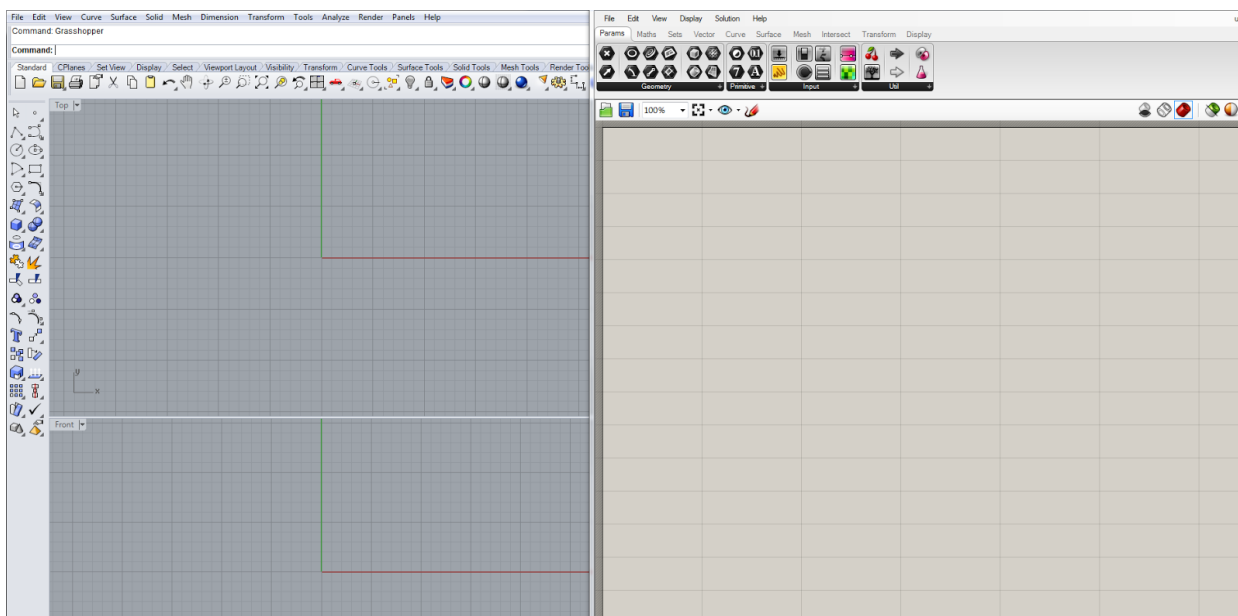 File Edit View Curve Surface Solid Mesh Dimension Transform Tools Analyze Render Panels Help
Command: Grasshopper
Command:
Standard CPlanes Set View Display Select Viewport Layout Visibility Transform Curve Tools Surface Tools Solid Tools Mesh Tools Render Too
Top
y
x
Front
File Edit View Display Solution Help
u
Params Maths Sets Vector Curve Surface Mesh Intersect Transform Display
Geometry + Primitive + Input + Util +
100%